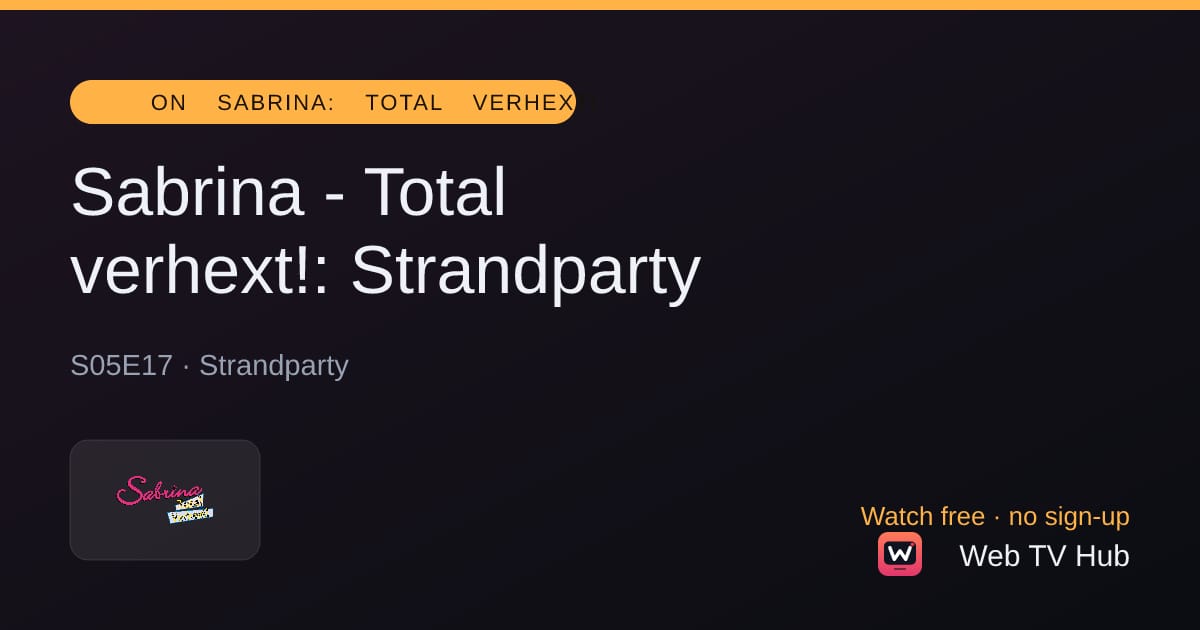 ON SABRINA: TOTAL VERHEX
Sabrina - Total
verhext!: Strandparty
S05E17 · Strandparty
Sabrina
Watch free · no sign-up
W
Web TV Hub